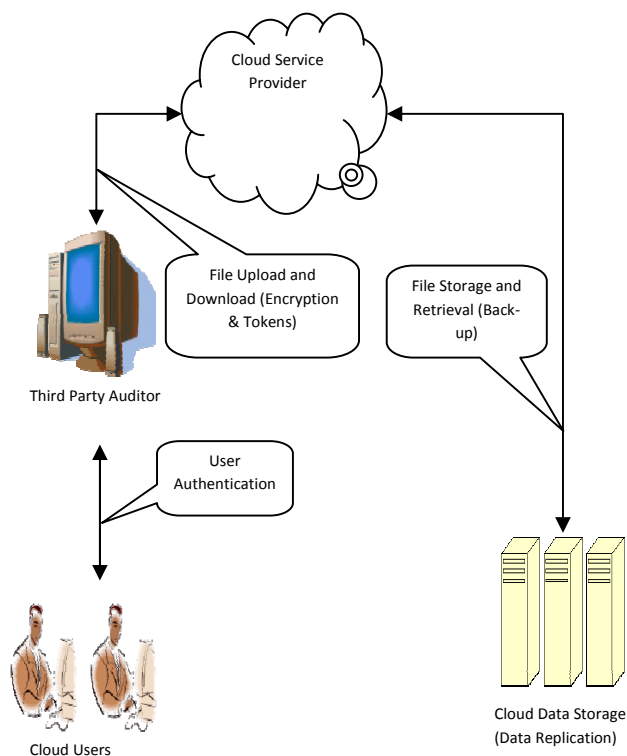 Cloud Service
Provider
File Upload and
Download (Encryption
& Tokens)
File Storage and
Retrieval (Back-
up)
Third Party Auditor
User
Authentication
Cloud Users
Cloud Data Storage
(Data Replication)